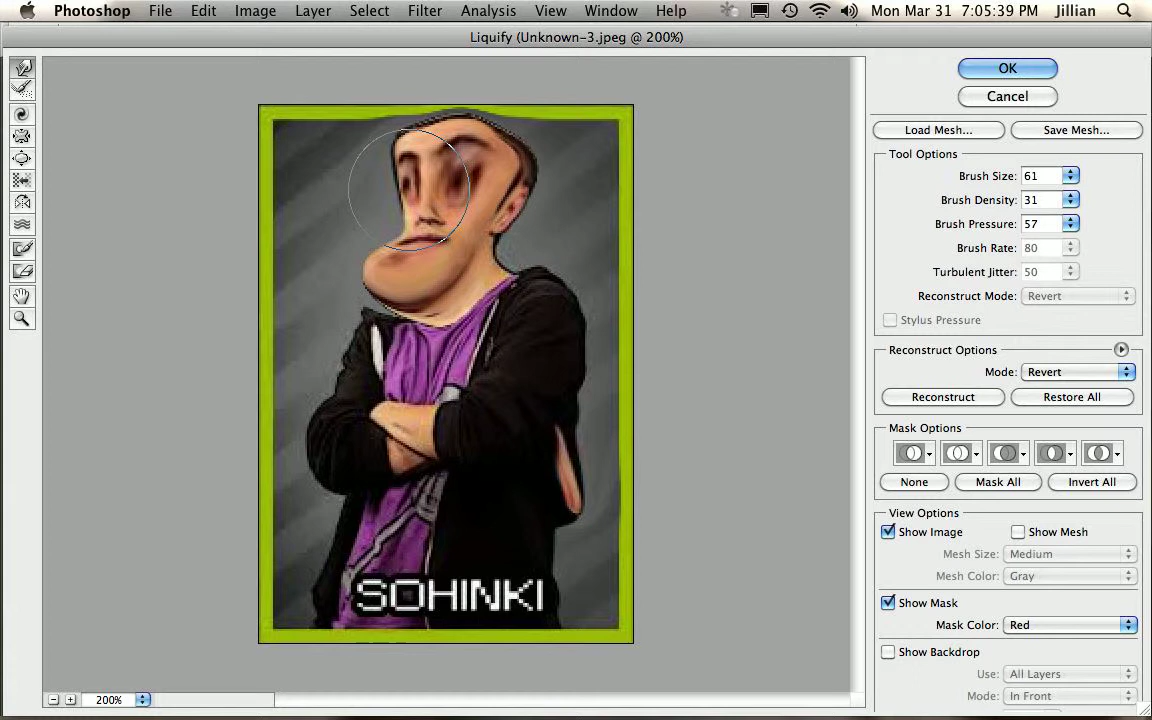 Photoshop File Edit Image Layer Select Filter Analysis View Window Help Mon Mar 31 7:05:39 PM Jillian
Liquify (Unknown-3.jpeg @ 200%)
OK
Cancel
Load Mesh... Save Mesh...
Tool Options
Brush Size: 61
Brush Density: 31
Brush Pressure: 57
Brush Rate: 80
Turbulent Jitter: 50
Reconstruct Mode: Revert
Stylus Pressure
Reconstruct Options
Mode: Revert
Reconstruct Restore All
Mask Options
None Mask All Invert All
View Options
Show Image Show Mesh
Mesh Size: Medium
Mesh Color: Gray
Show Mask
Mask Color: Red
Show Backdrop
Use: All Layers
Mode: In Front
SOHINKI
200%